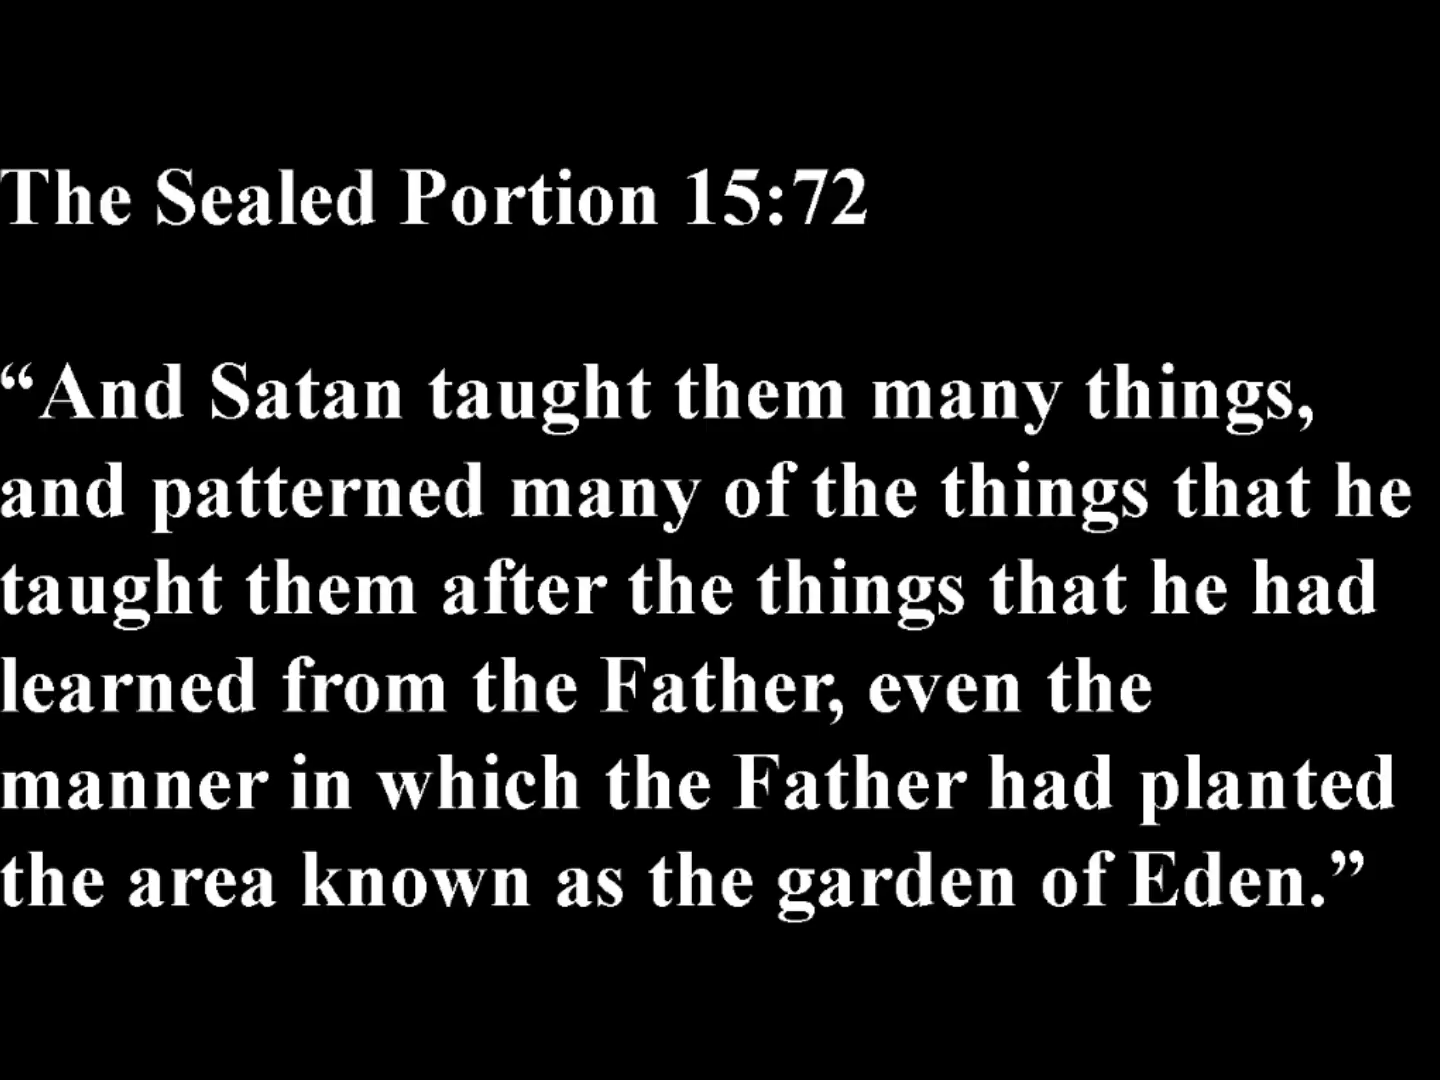 The Sealed Portion 15:72
“And Satan taught them many things,
and patterned many of the things that he
taught them after the things that he had
learned from the Father, even the
manner in which the Father had planted
the area known as the garden of Eden.”